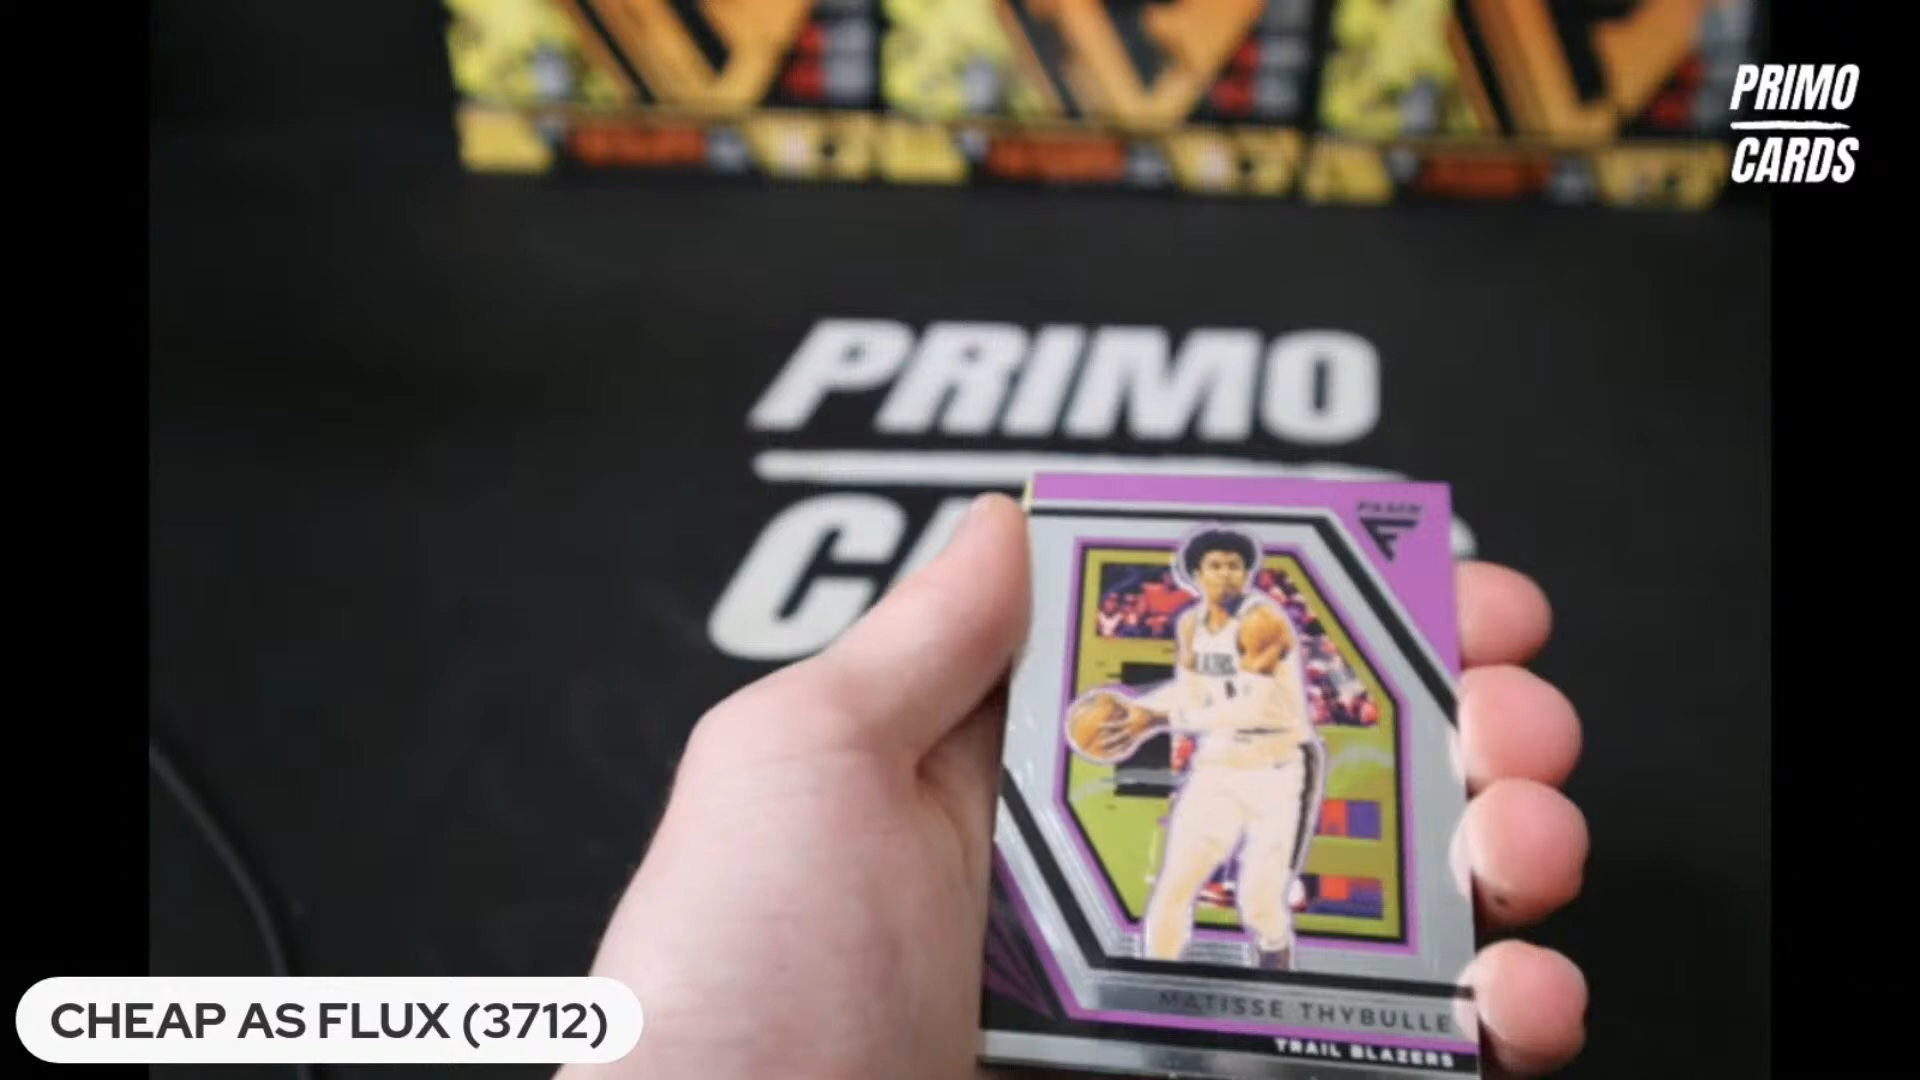 PRIMO
CARDS
PRIMO
MATISSE THYBULLE
TRAIL BLAZERS
CHEAP AS FLUX (3712)